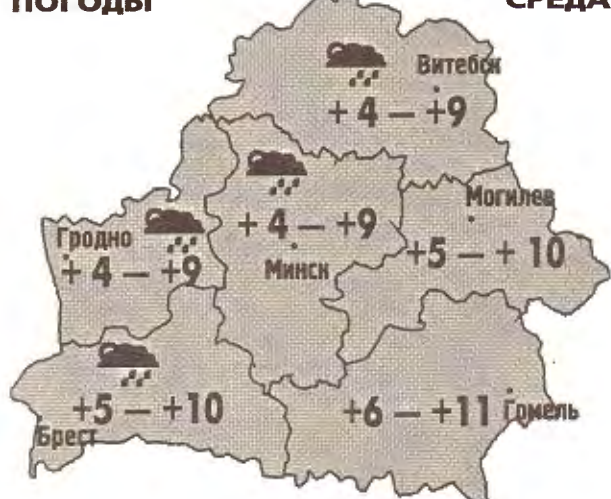 ПОГОДЫ
СРЕДА
Витебск
+ 4 – +9
Могилев
+ 4 – +9
+5 – + 10
Гродно
+ 4 – +9
Минск
+5 – +10
+6 – +11 Гомель
Брест